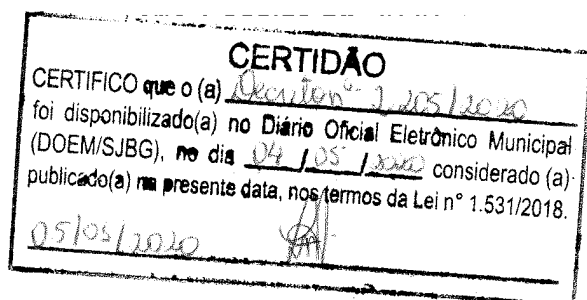 CERTIDÃO
CERTIFICO que o (a) Decreto nº 2.205/2020
foi disponibilizado(a) no Diário Oficial Eletrônico Municipal
(DOEM/SJBG), no dia 04 / 05 / 2020 considerado (a)
publicado(a) na presente data, nos termos da Lei n° 1.531/2018.
05/05/2020